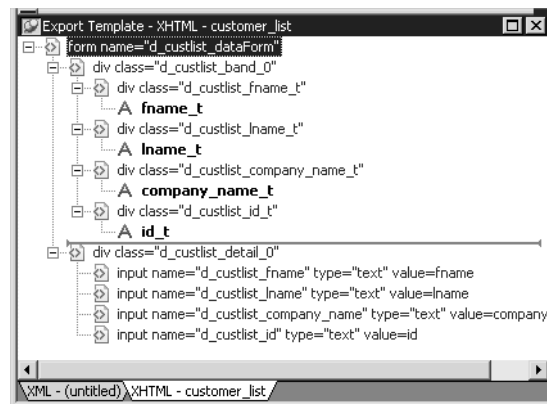 Export Template - XHTML - customer_list
form name="d_custlist_dataForm"
div class="d_custlist_band_0"
div class="d_custlist_fname_t"
A fname_t
div class="d_custlist_lname_t"
A lname_t
div class="d_custlist_company_name_t"
A company_name_t
div class="d_custlist_id_t"
A id_t
div class="d_custlist_detail_0"
input name="d_custlist_fname" type="text" value=fname
input name="d_custlist_lname" type="text" value=lname
input name="d_custlist_company_name" type="text" value=company
input name="d_custlist_id" type="text" value=id
XML - (untitled) XHTML - customer_list